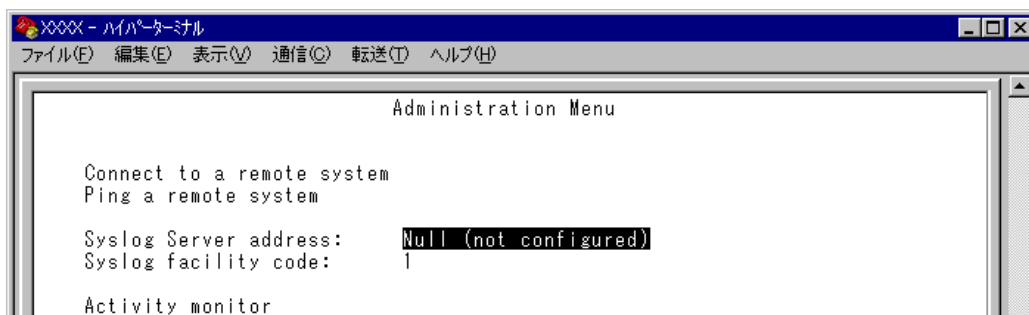 XXXX - ﾊｲﾊﾟｰﾀｰﾐﾅﾙ
ファイル(F) 編集(E) 表示(V) 通信(C) 転送(T) ヘルプ(H)
Administration Menu
Connect to a remote system
Ping a remote system
Syslog Server address: Null (not configured)
Syslog facility code: 1
Activity monitor